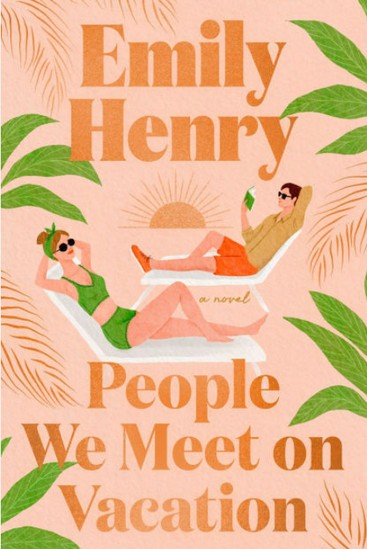 Emily
Henry
a novel
People
We Meet on
Vacation